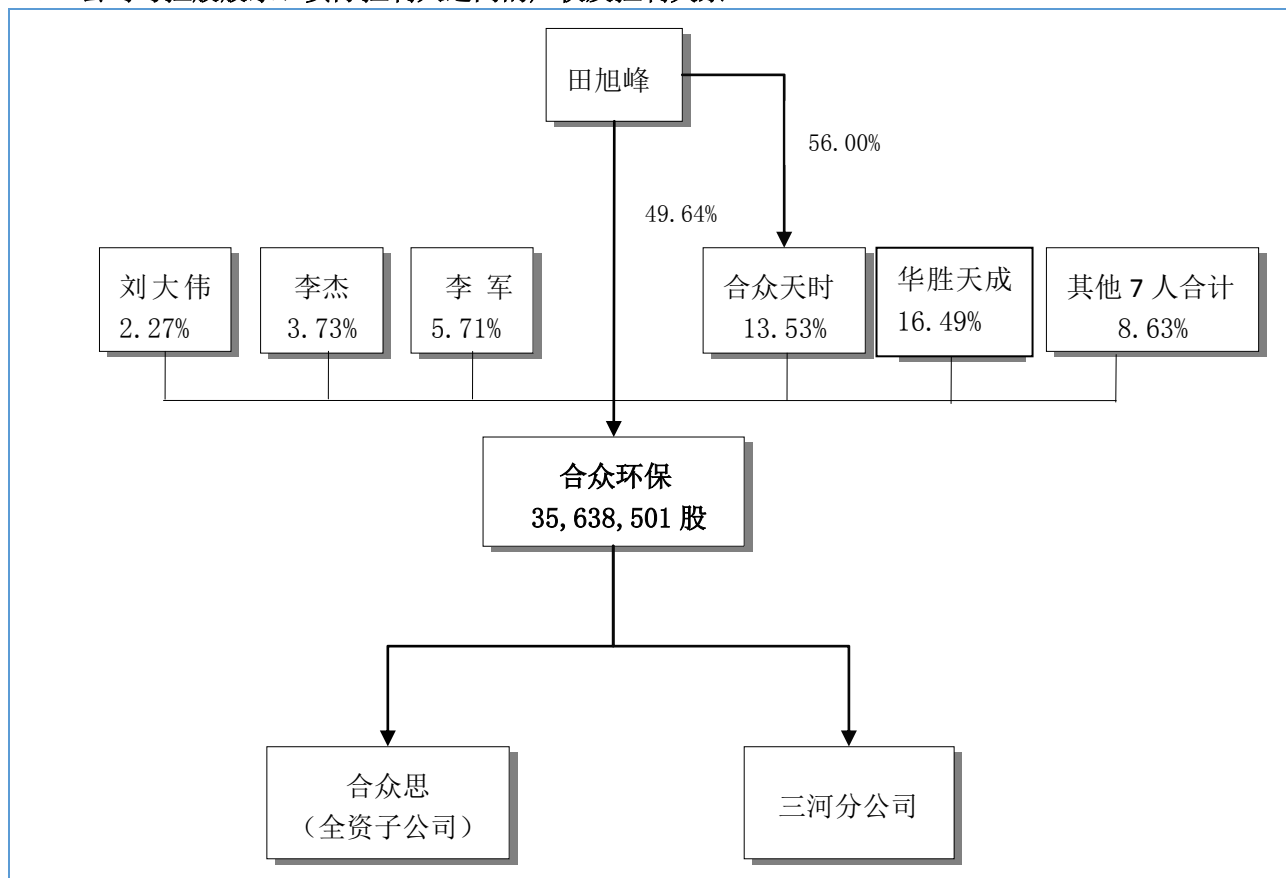 田旭峰
56.00%
49.64%
刘大伟
2.27%
李杰
3.73%
李 军
5.71%
合众天时
13.53%
华胜天成
16.49%
其他 7 人合计
8.63%
合众环保
35,638,501 股
合众思
（全资子公司）
三河分公司